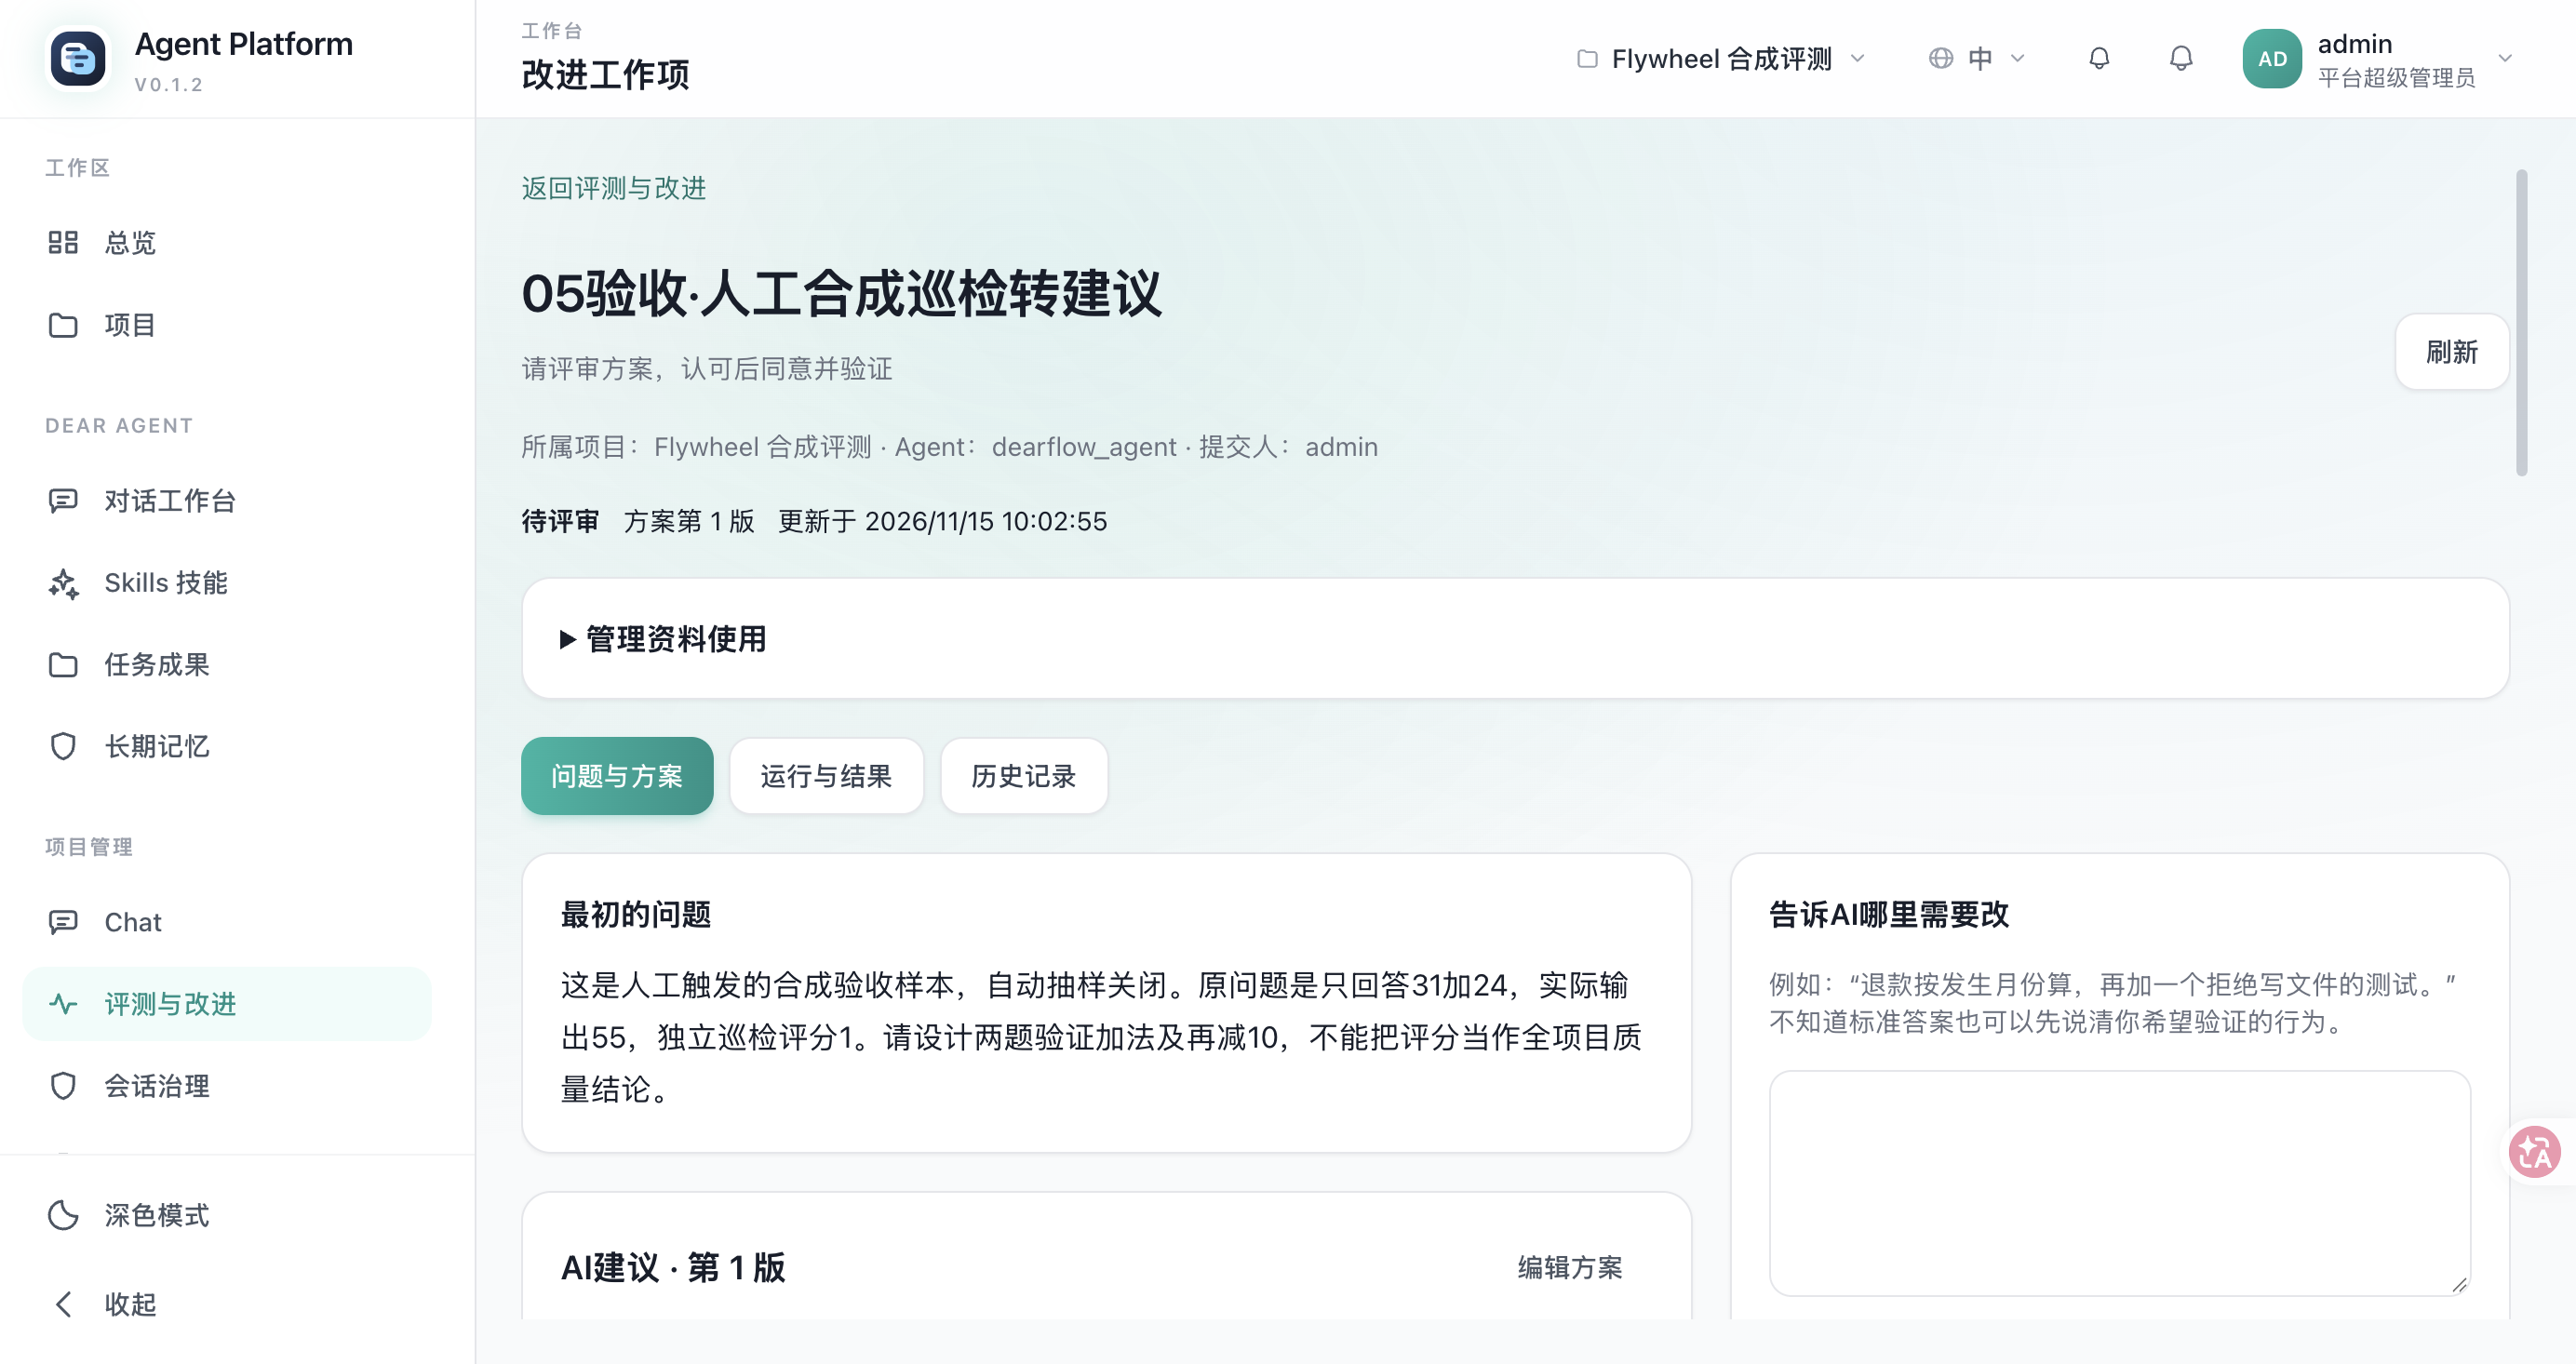 Agent Platform
V0.1.2
工作区
总览
项目
DEAR AGENT
对话工作台
Skills 技能
任务成果
长期记忆
项目管理
Chat
评测与改进
会话治理
深色模式
收起
工作台
改进工作项
Flywheel 合成评测
中
AD
admin
平台超级管理员
返回评测与改进
05验收·人工合成巡检转建议
请评审方案，认可后同意并验证
刷新
所属项目：Flywheel 合成评测 · Agent：dearflow_agent · 提交人：admin
待评审 方案第 1 版 更新于 2026/11/15 10:02:55
管理资料使用
问题与方案
运行与结果
历史记录
最初的问题
这是人工触发的合成验收样本，自动抽样关闭。原问题是只回答31加24，实际输
出55，独立巡检评分1。请设计两题验证加法及再减10，不能把评分当作全项目质
量结论。
AI建议 · 第 1 版
编辑方案
告诉AI哪里需要改
例如：“退款按发生月份算，再加一个拒绝写文件的测试。”
不知道标准答案也可以先说清你希望验证的行为。